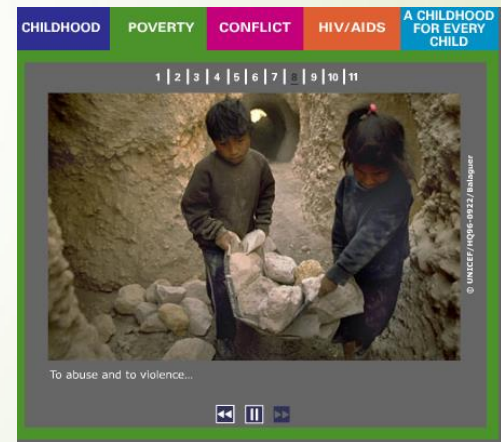 CHILDHOOD
POVERTY
CONFLICT
HIV/AIDS
A CHILDHOOD
FOR EVERY
CHILD
1 | 2 | 3 | 4 | 5 | 6 | 7 | 8 | 9 | 10 | 11
© UNICEF/HQ96-0922/Balaguer
To abuse and to violence...